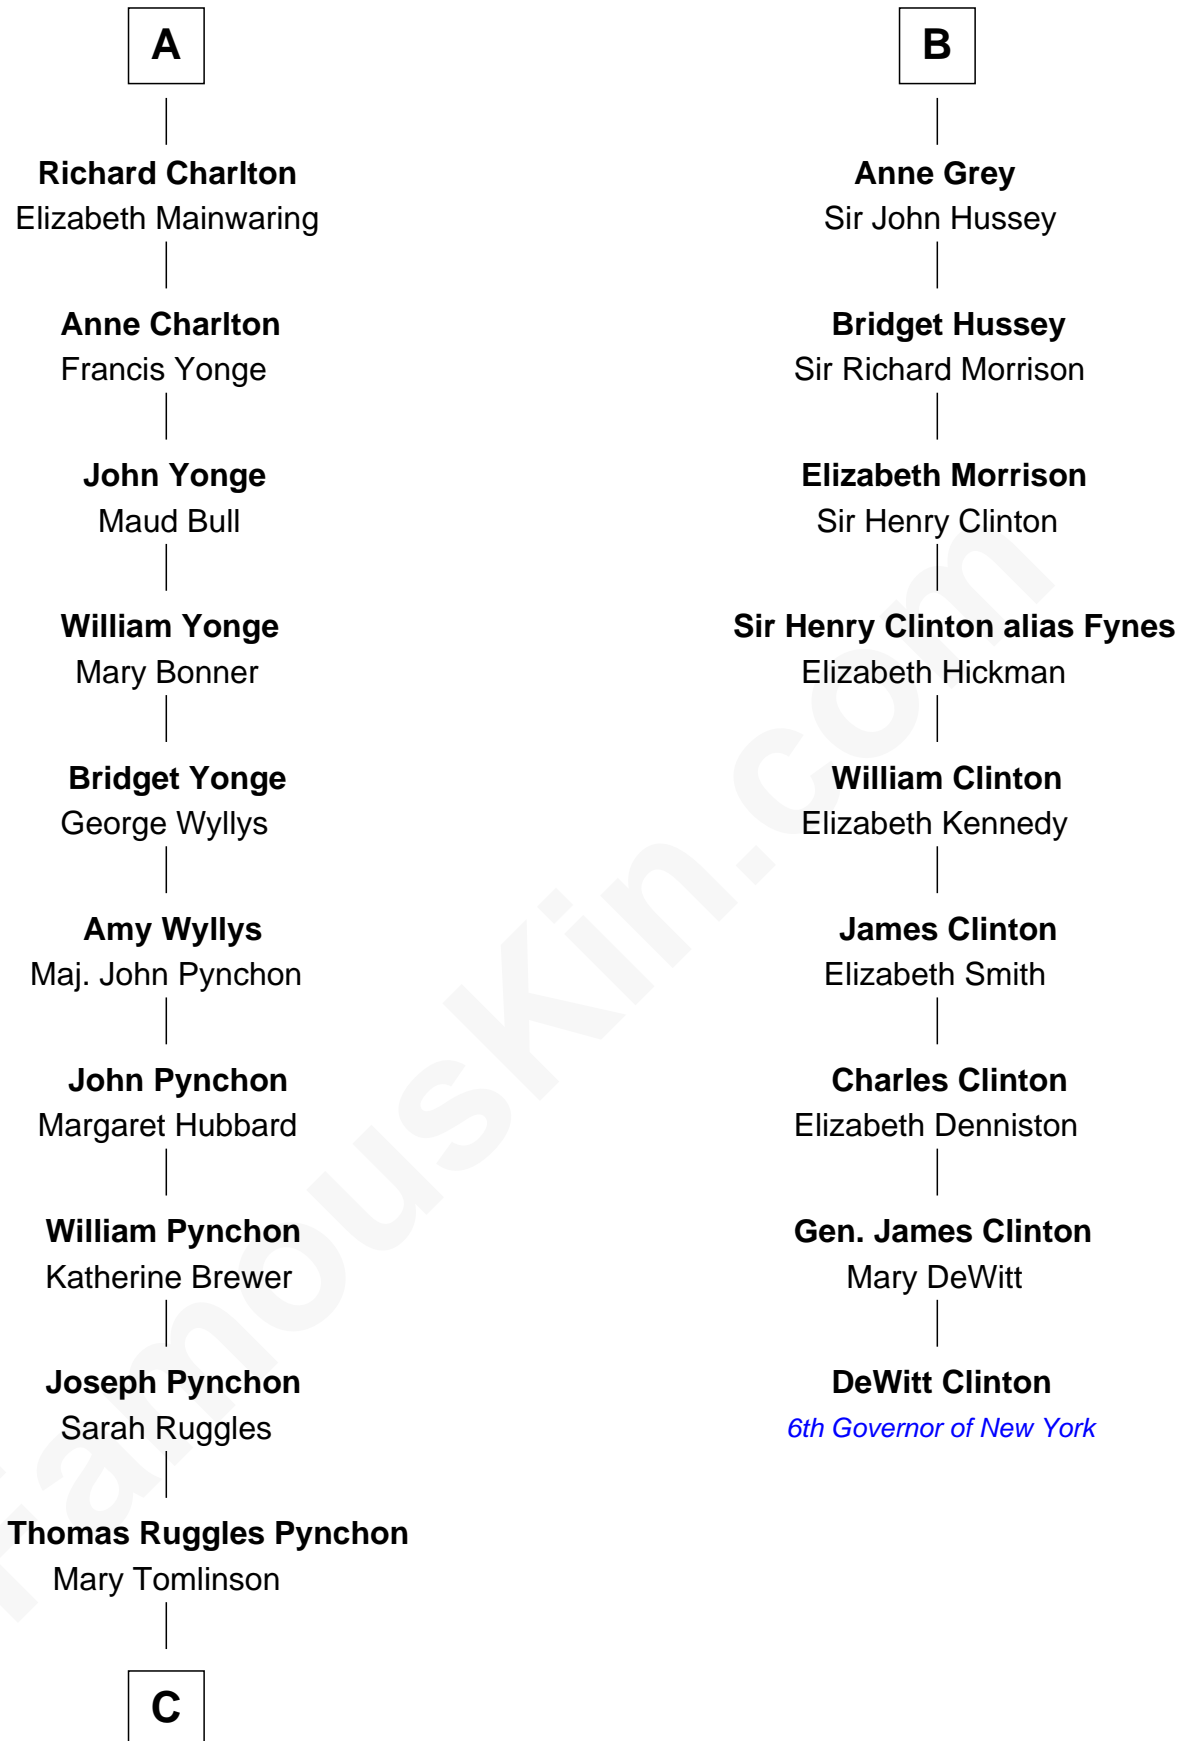 A
Richard Charlton
Elizabeth Mainwaring
Anne Charlton
Francis Yonge
John Yonge
Maud Bull
William Yonge
Mary Bonner
Bridget Yonge
George Wyllys
Amy Wyllys
Maj. John Pynchon
John Pynchon
Margaret Hubbard
William Pynchon
Katherine Brewer
Joseph Pynchon
Sarah Ruggles
Thomas Ruggles Pynchon
Mary Tomlinson
C
B
Anne Grey
Sir John Hussey
Bridget Hussey
Sir Richard Morrison
Elizabeth Morrison
Sir Henry Clinton
Sir Henry Clinton alias Fynes
Elizabeth Hickman
William Clinton
Elizabeth Kennedy
James Clinton
Elizabeth Smith
Charles Clinton
Elizabeth Denniston
Gen. James Clinton
Mary DeWitt
DeWitt Clinton
6th Governor of New York
FamousKin.com